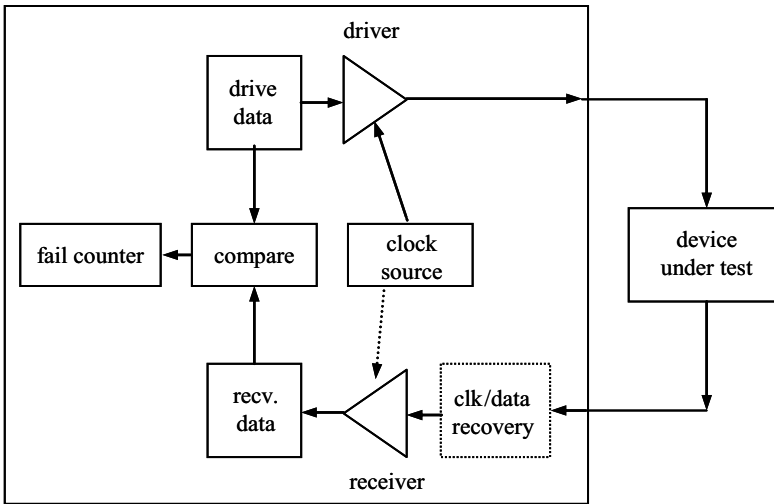 driver
drive
data
fail counter
compare
clock
source
device
under test
recv.
data
clk/data
recovery
receiver